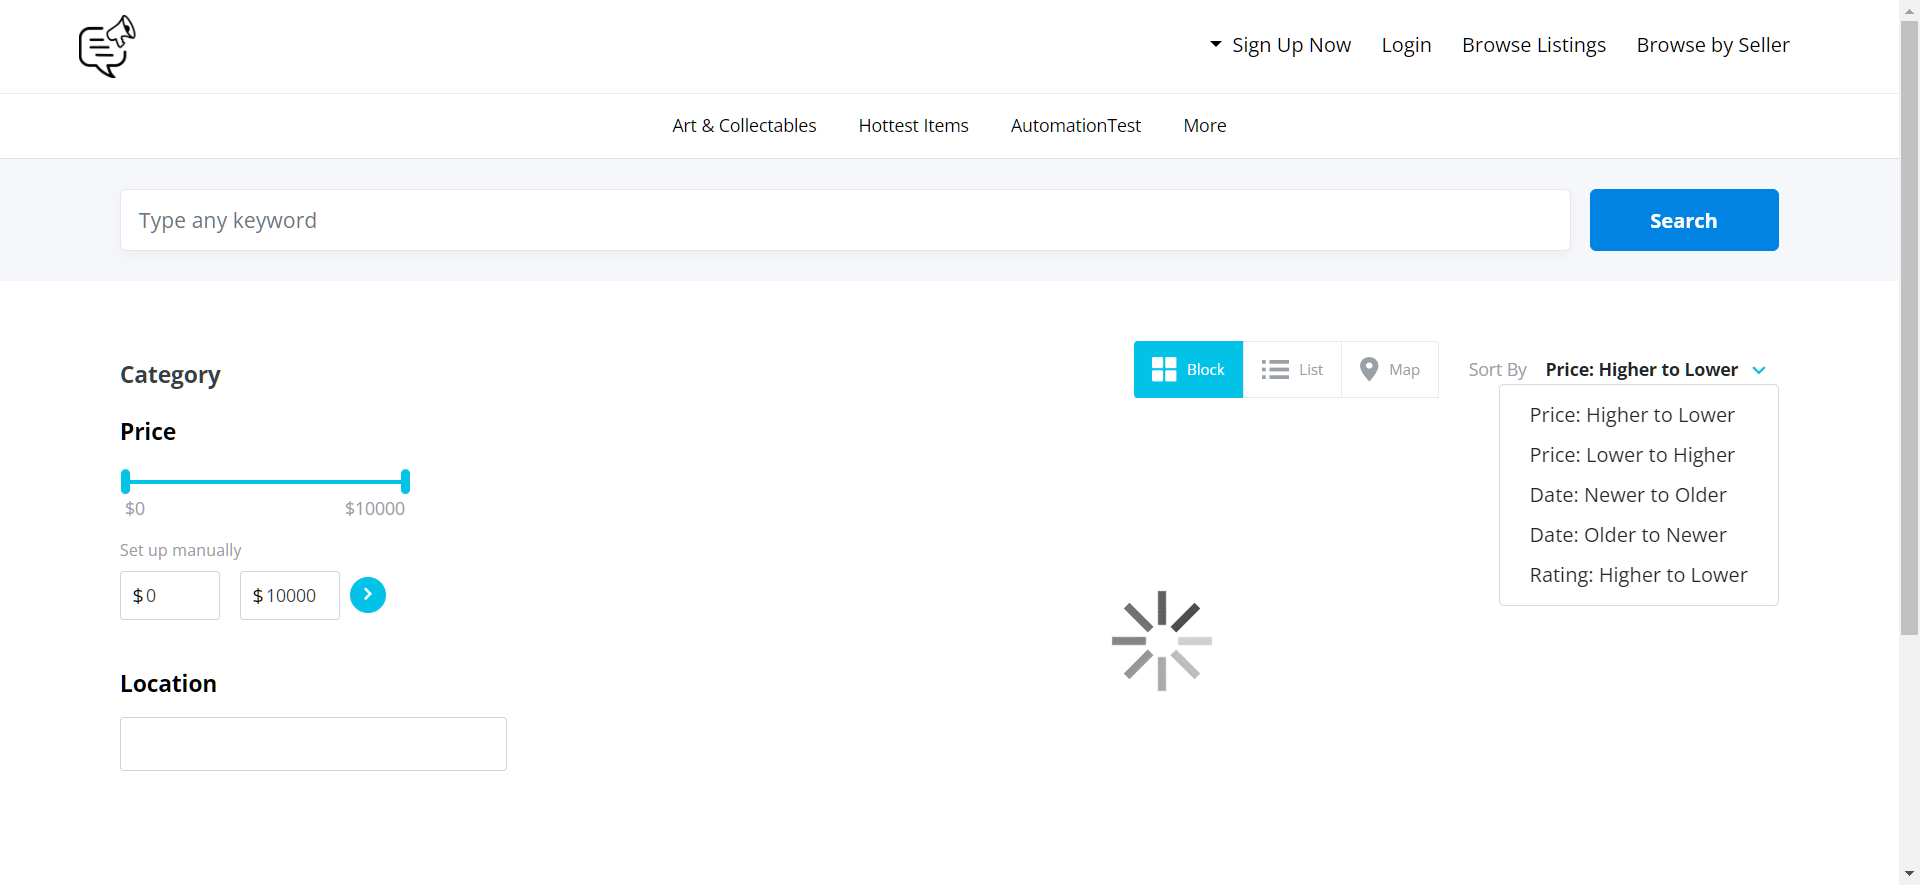 Sign Up Now Login Browse Listings Browse by Seller
Art & Collectables Hottest Items AutomationTest More
Type any keyword Search
Block List Map Sort By Price: Higher to Lower
Price: Higher to Lower
Price: Lower to Higher
Date: Newer to Older
Date: Older to Newer
Rating: Higher to Lower
Category
Price
$0 $10000
Set up manually
$ 0 $ 10000
Location